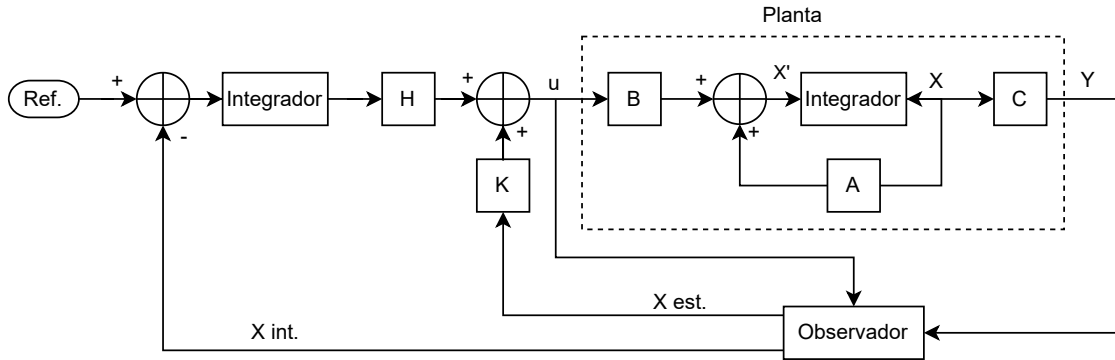 Planta
Ref.
+
-
Integrador
H
+
+
K
u
B
+
+
X'
Integrador
X
A
C
Y
X est.
X int.
Observador